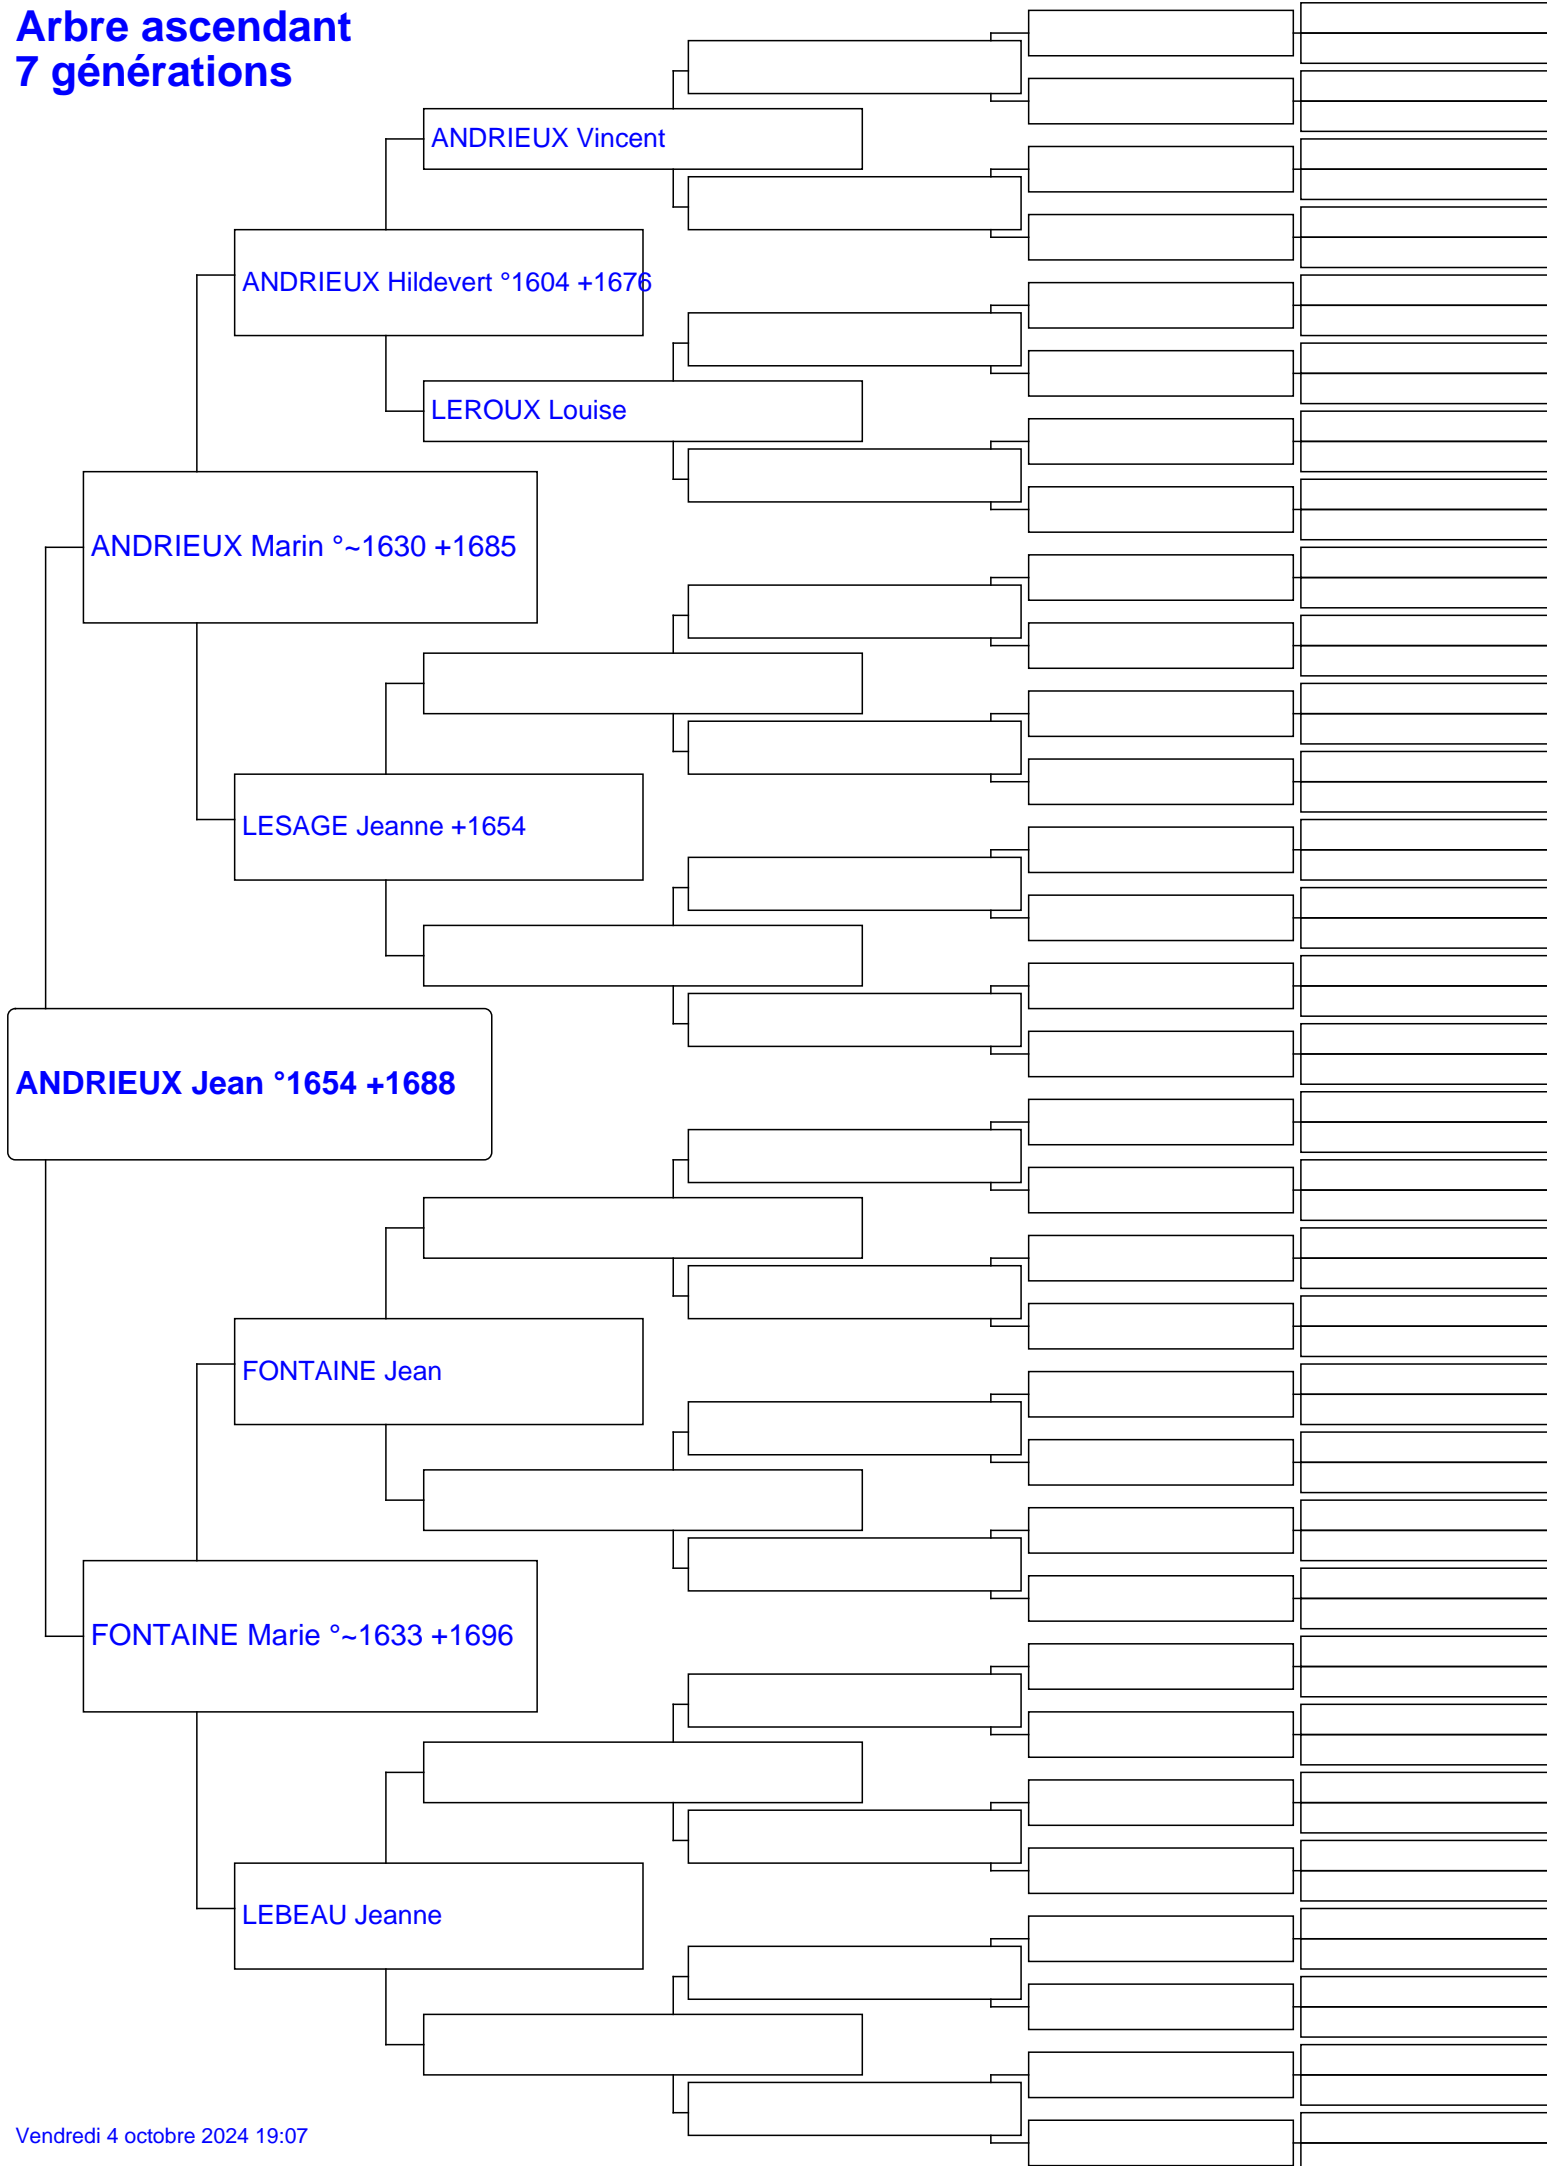 Arbre ascendant
7 générations
ANDRIEUX Vincent
ANDRIEUX Hildevert °1604 +1676
LEROUX Louise
ANDRIEUX Marin °~1630 +1685
LESAGE Jeanne +1654
ANDRIEUX Jean °1654 +1688
FONTAINE Jean
FONTAINE Marie °~1633 +1696
LEBEAU Jeanne
Vendredi 4 octobre 2024 19:07